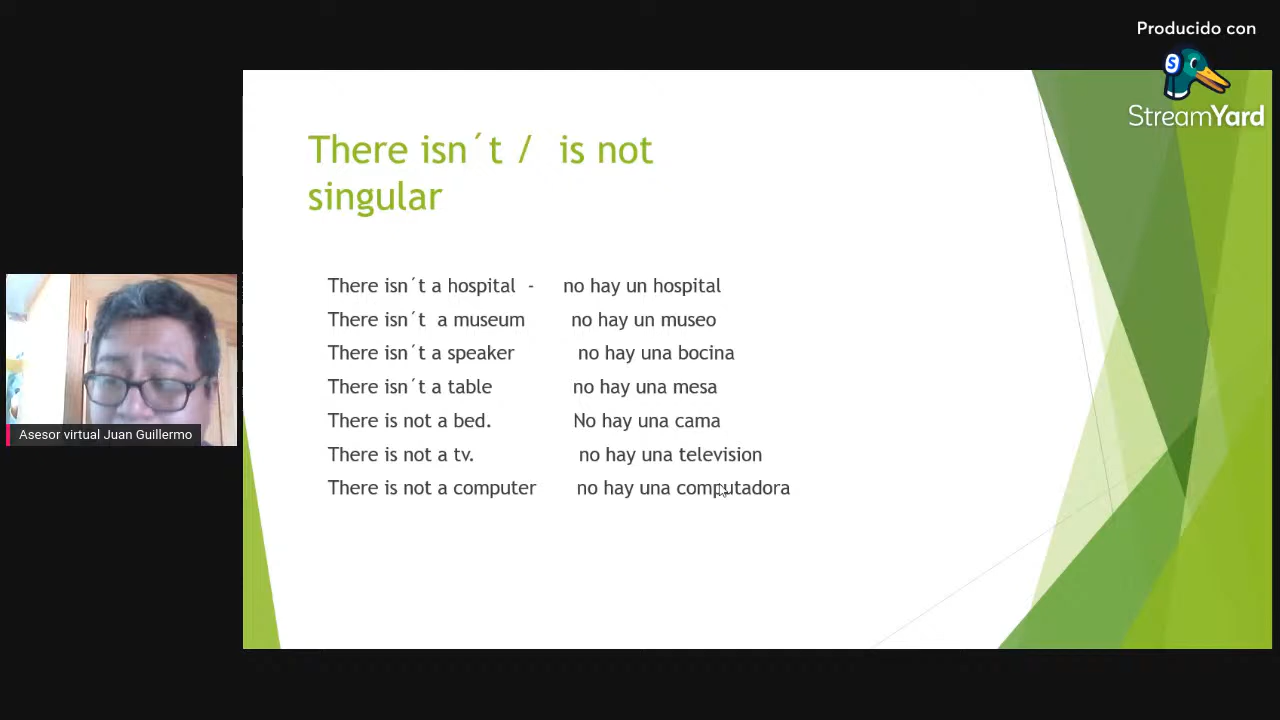 Producido con
StreamYard
There isn´t / is not
singular
There isn´t a hospital - no hay un hospital
There isn´t a museum no hay un museo
There isn´t a speaker no hay una bocina
There isn´t a table no hay una mesa
There is not a bed. No hay una cama
There is not a tv. no hay una television
There is not a computer no hay una computadora
Asesor virtual Juan Guillermo